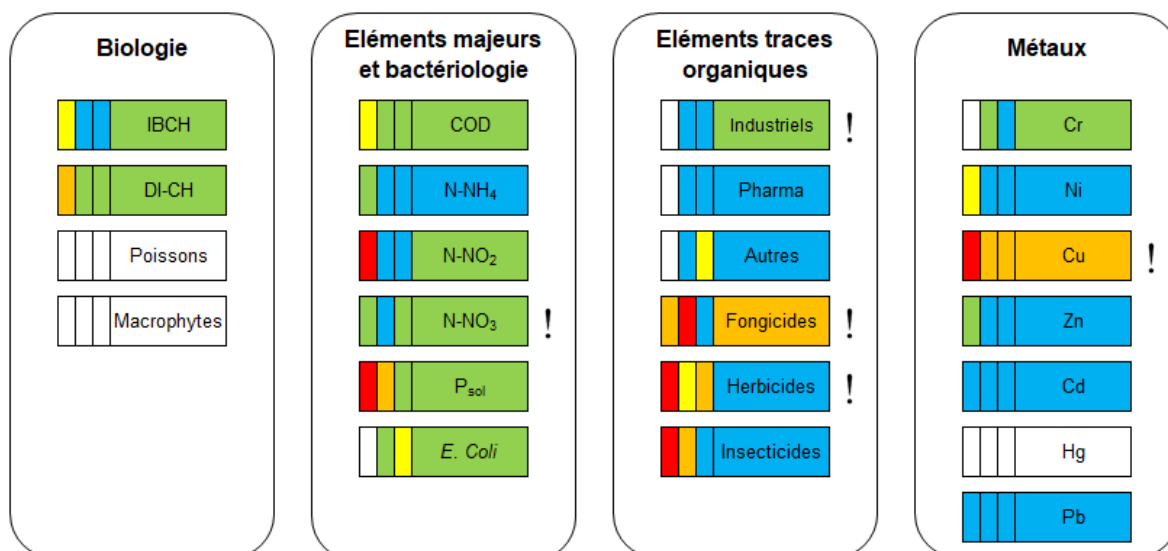 Biologie
IBCH
DI-CH
Poissons
Macrophytes
Eléments majeurs
et bactériologie
COD
N-NH₄
N-NO₂
N-NO₃ !
Pₛₒₗ
E. Coli
Eléments traces
organiques
Industriels !
Pharma
Autres
Fongicides !
Herbicides !
Insecticides
Métaux
Cr
Ni
Cu !
Zn
Cd
Hg
Pb